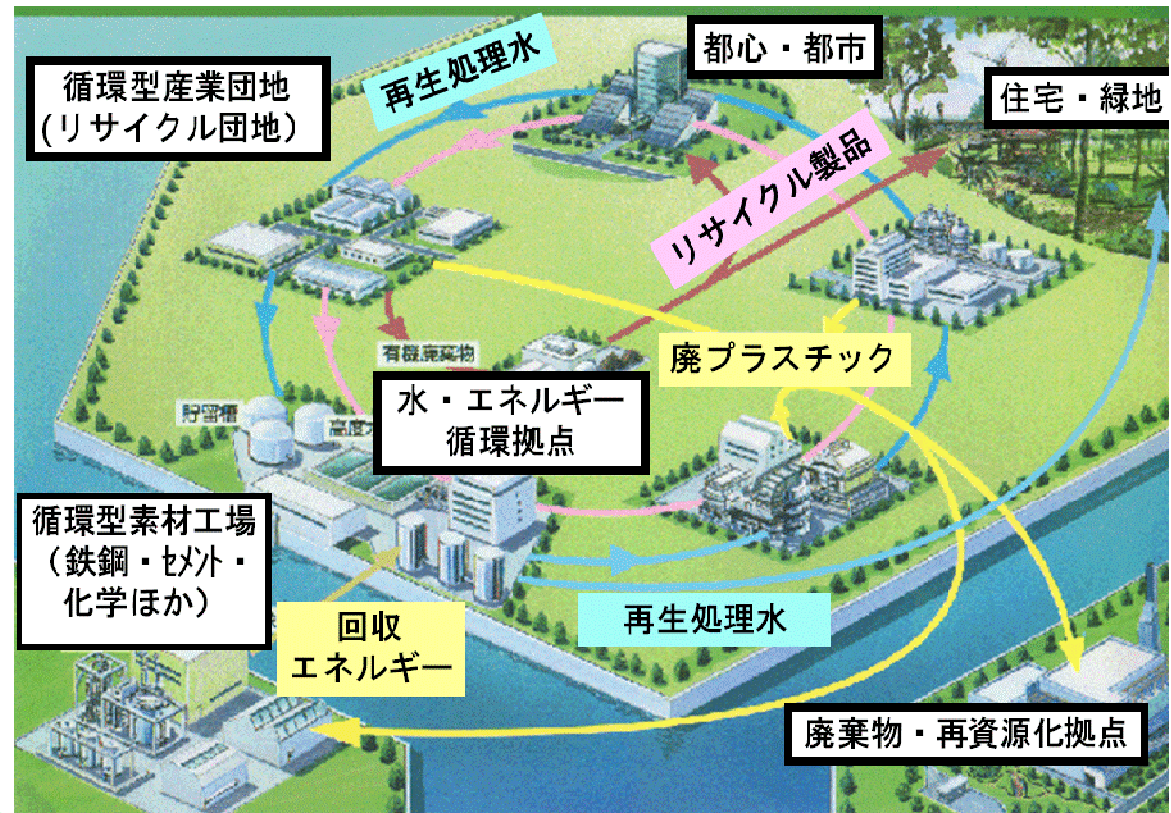 都心・都市
循環型産業団地
(リサイクル団地）
再生処理水
住宅・緑地
リサイクル製品
有機廃棄物
廃プラスチック
水・エネルギー
循環拠点
貯留槽
循環型素材工場
（鉄鋼・ｾﾒﾝﾄ・
化学ほか）
回収
エネルギー
再生処理水
廃棄物・再資源化拠点